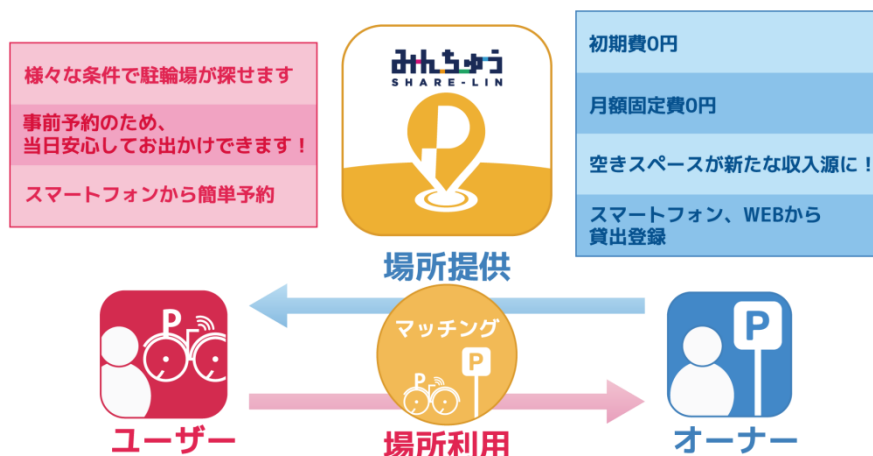 様々な条件で駐輪場が探せます
事前予約のため、
当日安心してお出かけできます！
スマートフォンから簡単予約
みんちゅう
SHARE-LIN
P
初期費0円
月額固定費0円
空きスペースが新たな収入源に！
スマートフォン、WEBから
貸出登録
場所提供
P
マッチング
P
P
P
ユーザー
場所利用
オーナー